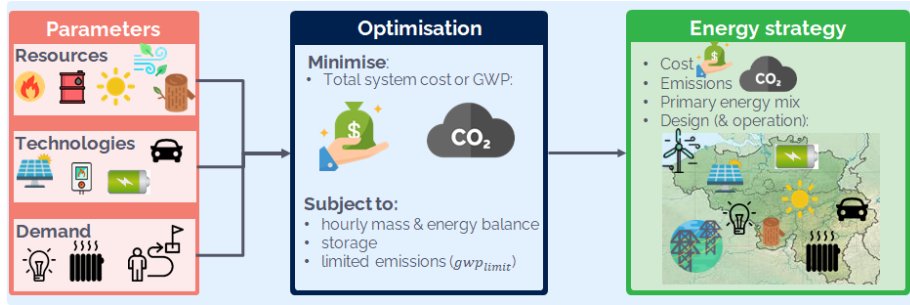 Parameters
Resources
Technologies
Demand
Optimisation
Minimise:
• Total system cost or GWP:
$
CO₂
Subject to:
• hourly mass & energy balance
• storage
• limited emissions (gwp_limit)
Energy strategy
• Cost
$
• Emissions
CO₂
• Primary energy mix
• Design (& operation):